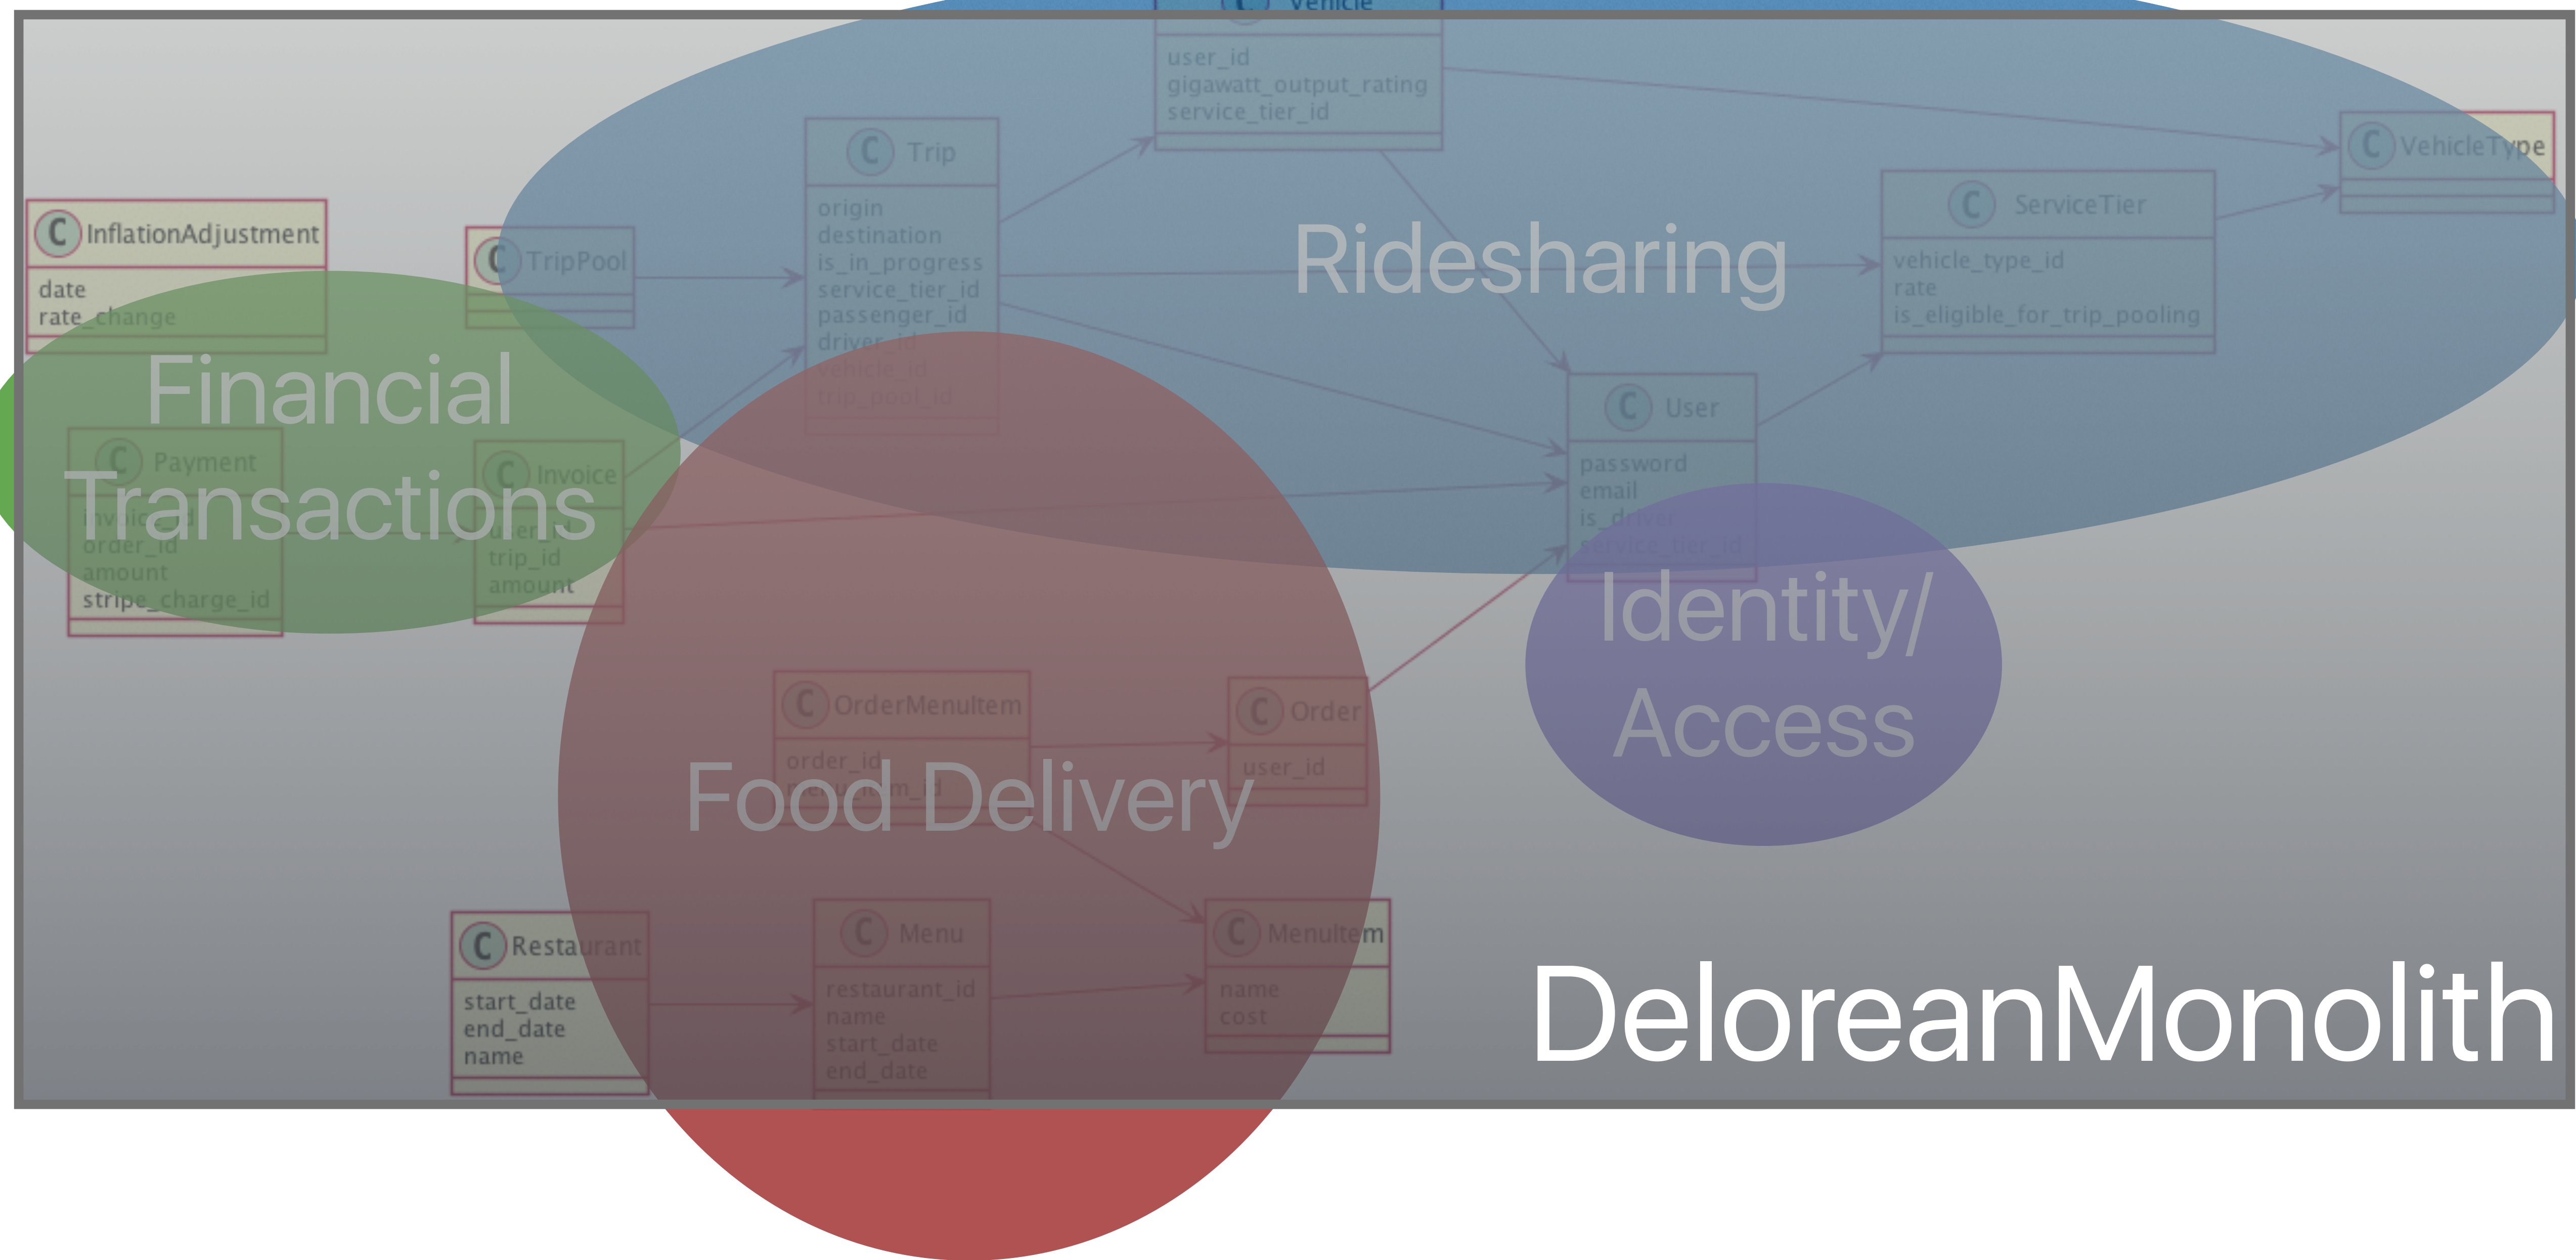 C Vehicle
user_id
gigawatt_output_rating
service_tier_id
C Trip
origin
destination
is_in_progress
service_tier_id
passenger_id
driver_id
vehicle_id
trip_pool_id
C VehicleType
C ServiceTier
vehicle_type_id
rate
is_eligible_for_trip_pooling
C InflationAdjustment
date
rate_change
C TripPool
Ridesharing
Financial
Transactions
C Payment
invoice_id
order_id
amount
stripe_charge_id
C Invoice
user_id
trip_id
amount
C User
password
email
is_driver
service_tier_id
Identity/
Access
C OrderMenuItem
order_id
menu_item_id
C Order
user_id
Food Delivery
C Restaurant
start_date
end_date
name
C Menu
restaurant_id
name
start_date
end_date
C MenuItem
name
cost
DeloreanMonolith